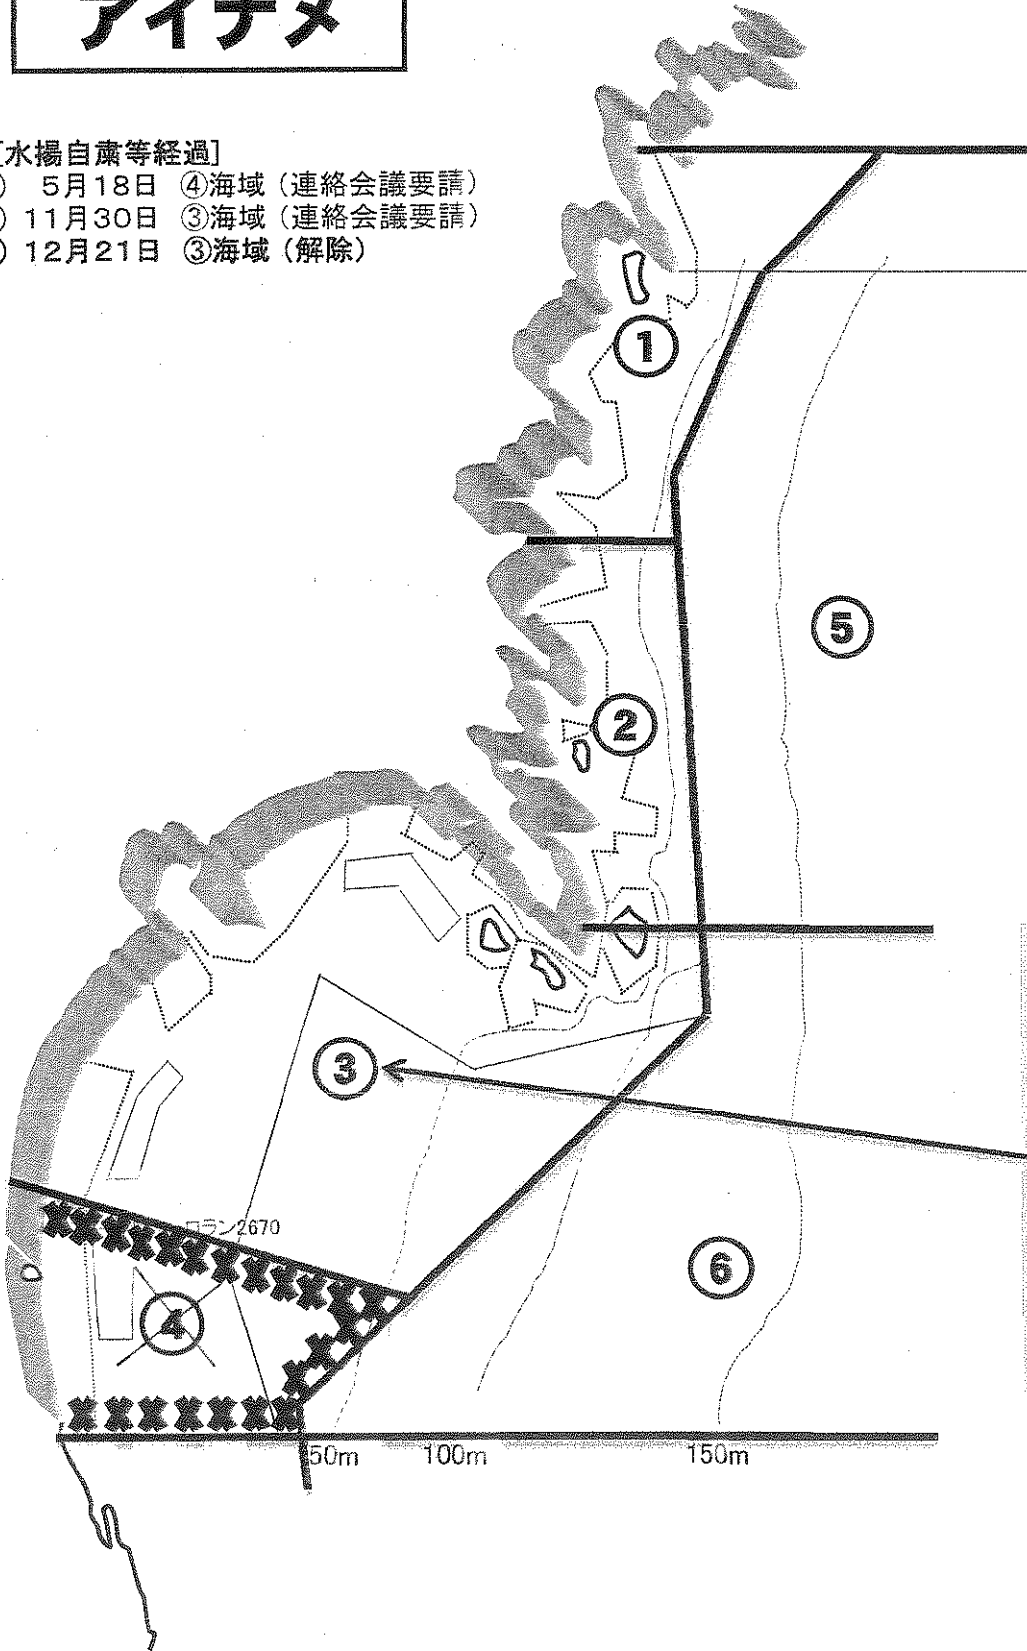 アイナメ
[水揚自粛等経過]
) 5月18日 ④海域(連絡会議要請)
) 11月30日 ③海域(連絡会議要請)
) 12月21日 ③海域(解除)
①
⑤
②
③
ロラン2670
⑥
④
50m 100m 150m